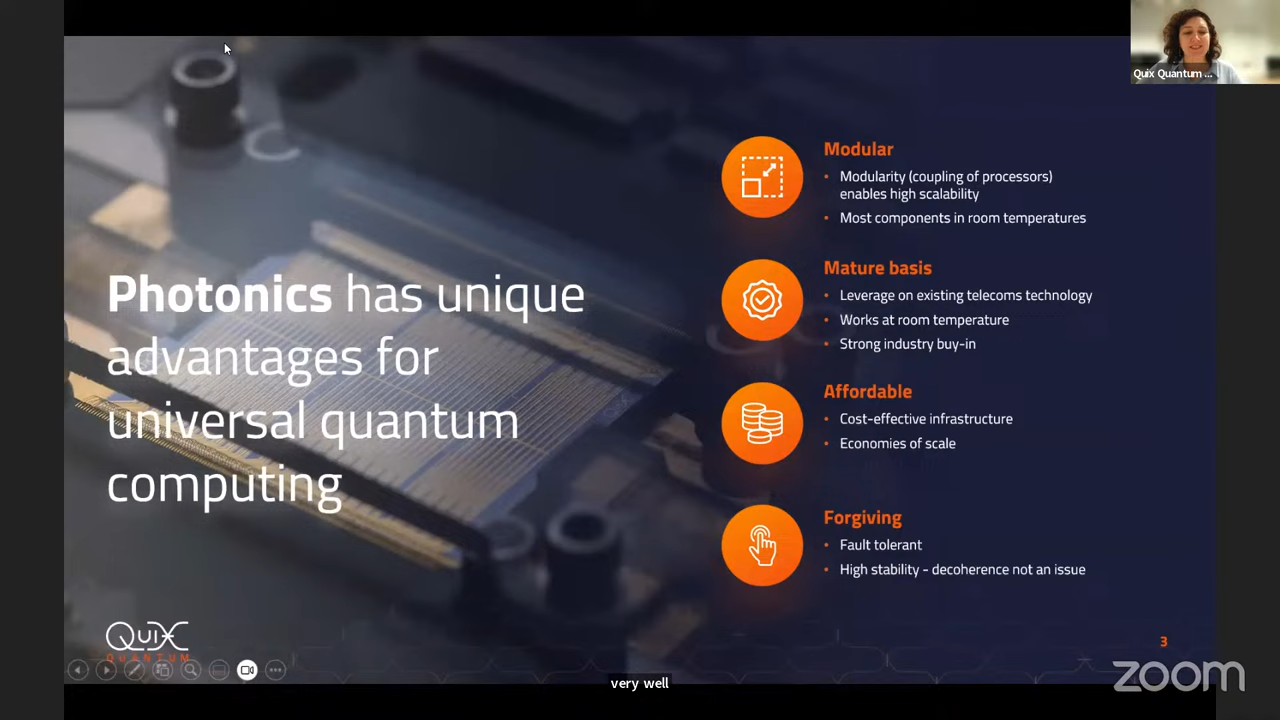 Quix Quantum ...
Photonics has unique
advantages for
universal quantum
computing
Modular
• Modularity (coupling of processors)
enables high scalability
• Most components in room temperatures
Mature basis
• Leverage on existing telecoms technology
• Works at room temperature
• Strong industry buy-in
Affordable
• Cost-effective infrastructure
• Economies of scale
Forgiving
• Fault tolerant
• High stability - decoherence not an issue
QUIX
QUANTUM
3
very well
zoom